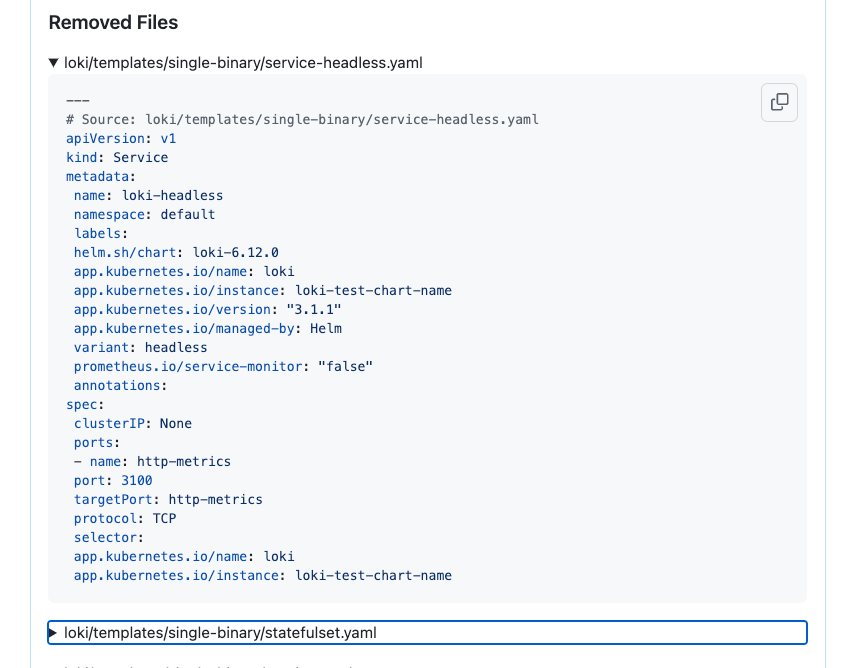 Removed Files
▼ loki/templates/single-binary/service-headless.yaml
---
# Source: loki/templates/single-binary/service-headless.yaml
apiVersion: v1
kind: Service
metadata:
 name: loki-headless
 namespace: default
 labels:
 helm.sh/chart: loki-6.12.0
 app.kubernetes.io/name: loki
 app.kubernetes.io/instance: loki-test-chart-name
 app.kubernetes.io/version: "3.1.1"
 app.kubernetes.io/managed-by: Helm
 variant: headless
 prometheus.io/service-monitor: "false"
 annotations:
spec:
 clusterIP: None
 ports:
 - name: http-metrics
 port: 3100
 targetPort: http-metrics
 protocol: TCP
 selector:
 app.kubernetes.io/name: loki
 app.kubernetes.io/instance: loki-test-chart-name
▶ loki/templates/single-binary/statefulset.yaml